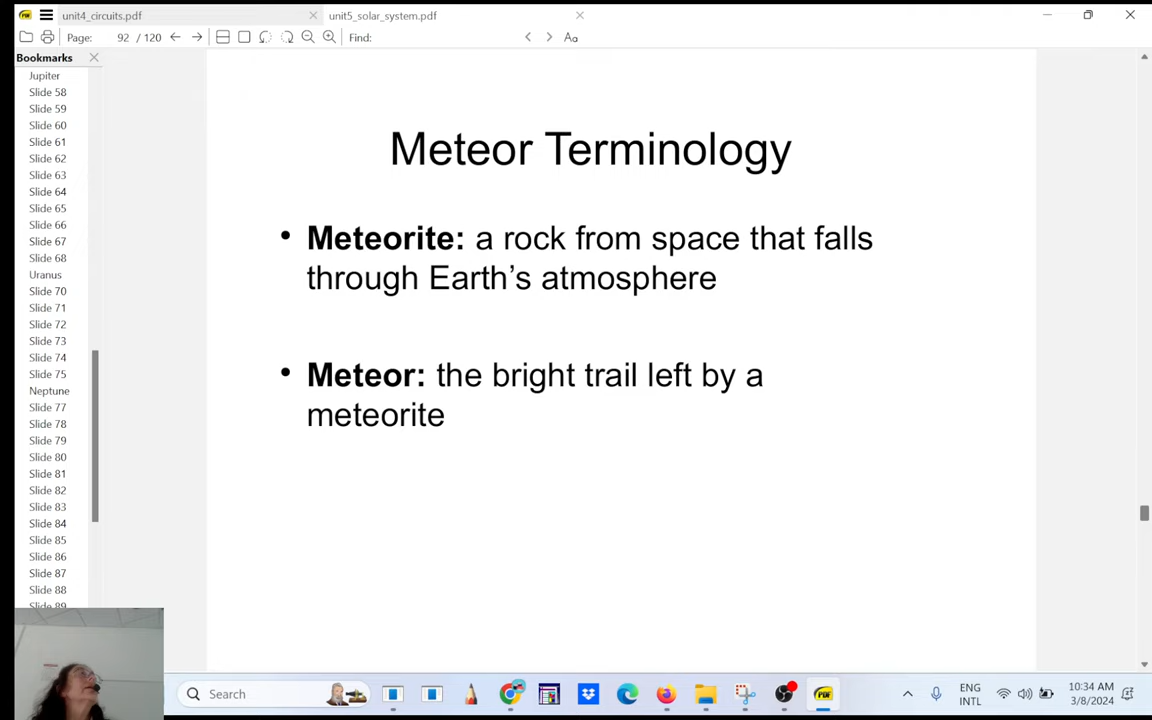 unit4_circuits.pdf
unit5_solar_system.pdf
Page: 92 / 120
Find:
Aa
Bookmarks
Jupiter
Slide 58
Slide 59
Slide 60
Slide 61
Slide 62
Slide 63
Slide 64
Slide 65
Slide 66
Slide 67
Slide 68
Uranus
Slide 70
Slide 71
Slide 72
Slide 73
Slide 74
Slide 75
Neptune
Slide 77
Slide 78
Slide 79
Slide 80
Slide 81
Slide 82
Slide 83
Slide 84
Slide 85
Slide 86
Slide 87
Slide 88
Slide 89
Meteor Terminology
• Meteorite: a rock from space that falls
through Earth’s atmosphere
• Meteor: the bright trail left by a
meteorite
Search
PDF
ENG
INTL
10:34 AM
3/8/2024